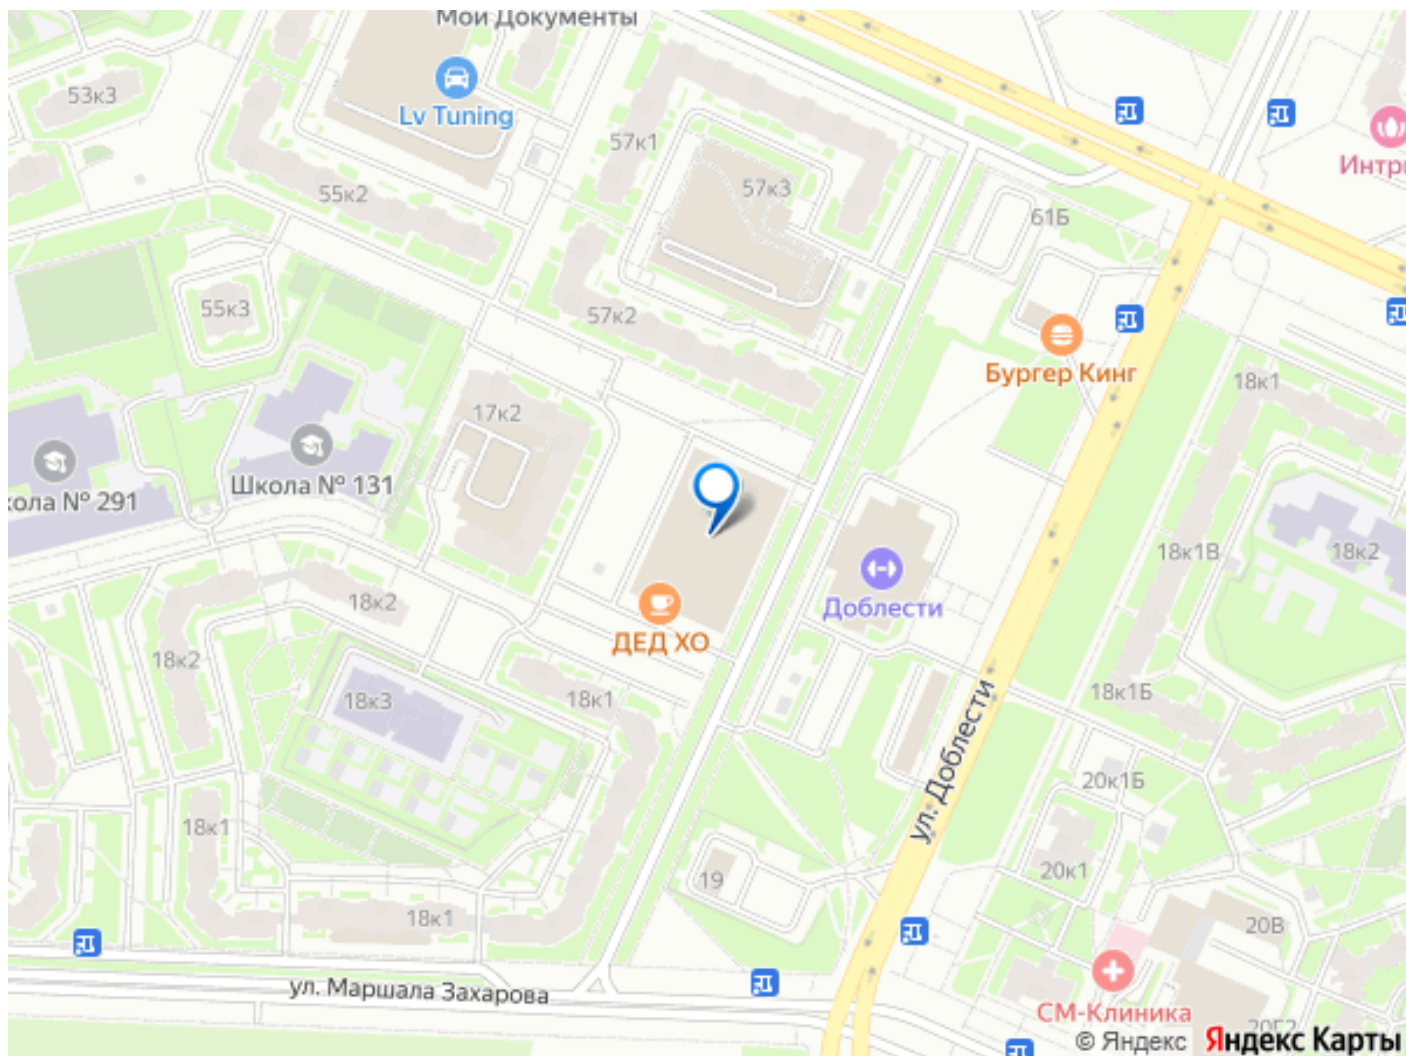 Мои Документы
53к3
Lv Tuning
57к1
57к3
55к2
61Б
55к3
57к2
Бургер Кинг
18к1
17к2
Школа № 131
кола № 291
18к1В
18к2
Доблести
ДЕД ХО
18к2
18к2
18к3
18к1
18к1Б
ул. Доблести
20к1Б
18к1
19
20к1
18к1
20В
ул. Маршала Захарова
СМ-Клиника
© Яндекс Яндекс Карты